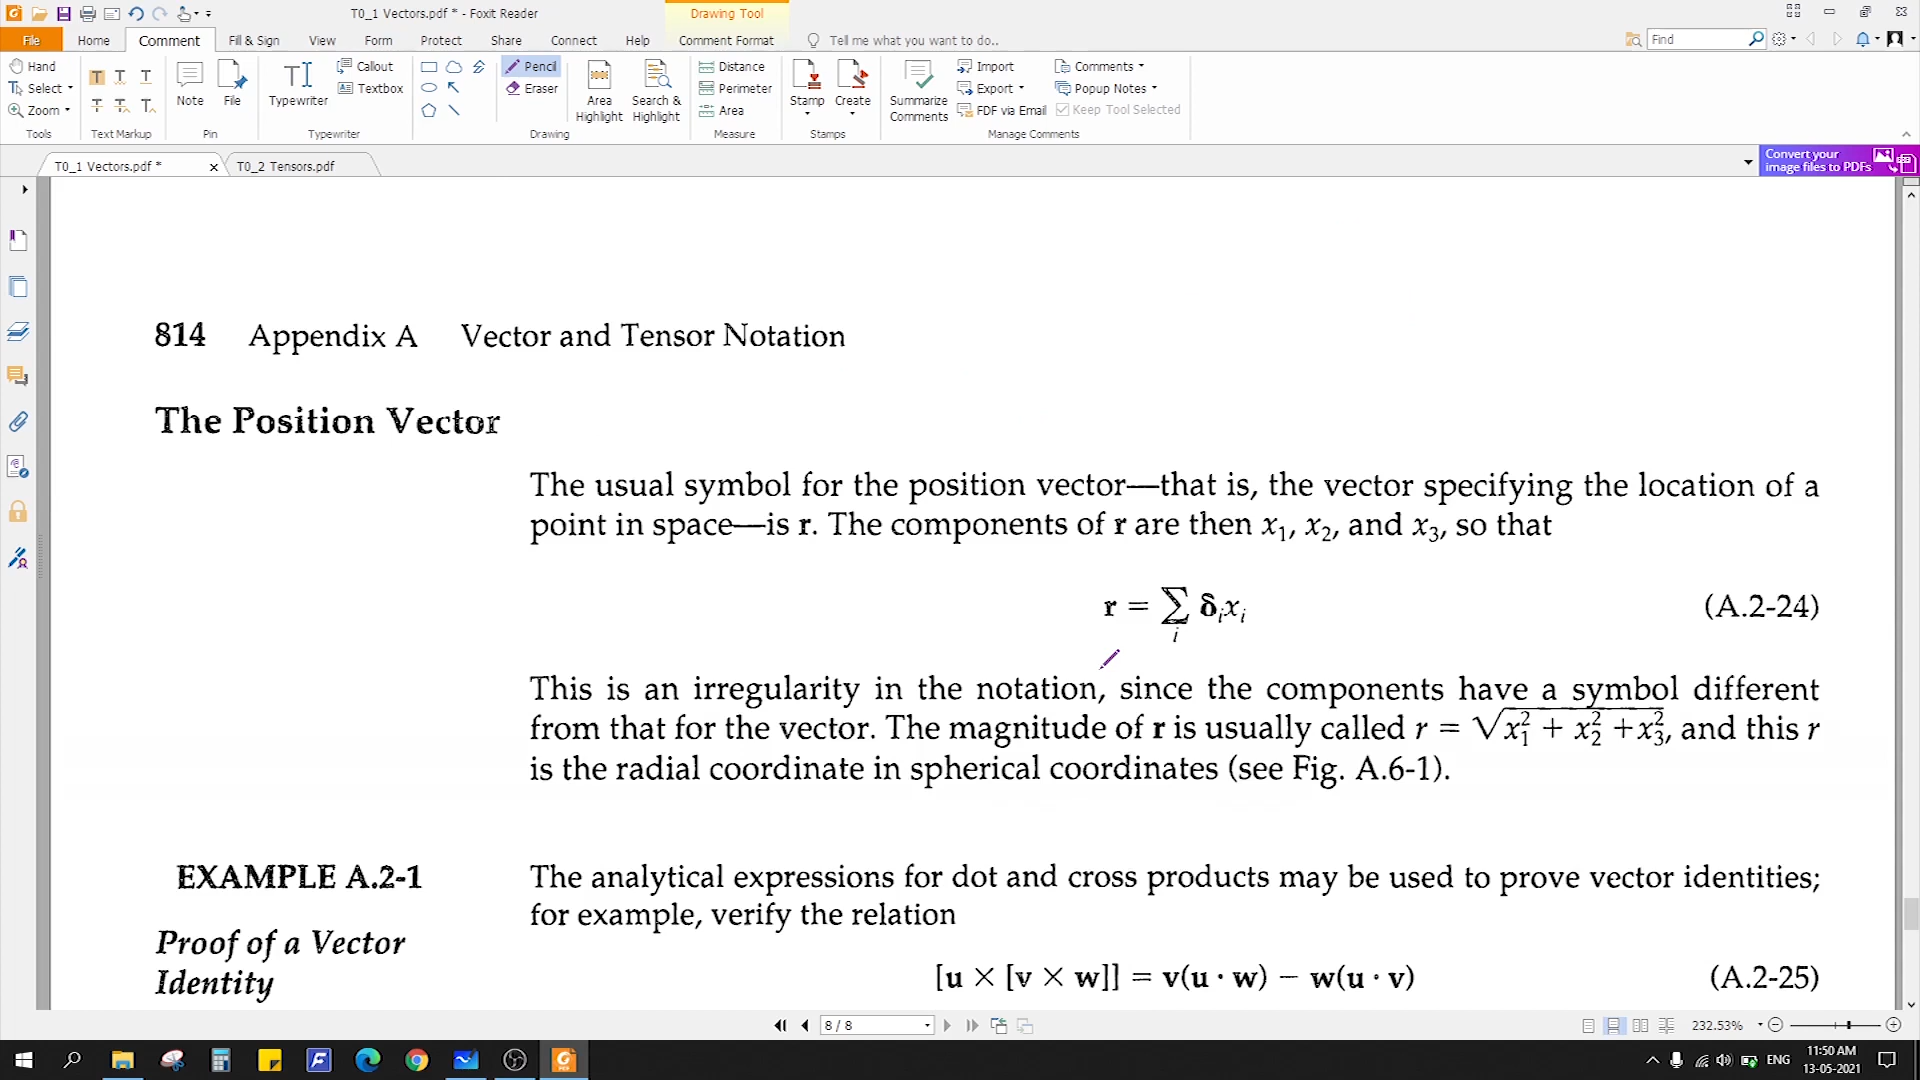 T0_1 Vectors.pdf * - Foxit Reader
Drawing Tool
File Home Comment Fill & Sign View Form Protect Share Connect Help Comment Format Tell me what you want to do.. Find
Hand
Select
Zoom
Tools
Text Markup
Note
File
Pin
Typewriter
Callout
Textbox
Typewriter
Pencil
Eraser
Area Highlight
Search & Highlight
Drawing
Distance
Perimeter
Area
Measure
Stamp
Create
Stamps
Summarize Comments
Import
Export
FDF via Email
Comments
Popup Notes
Keep Tool Selected
Manage Comments
T0_1 Vectors.pdf * T0_2 Tensors.pdf
Convert your
image files to PDFs
814 Appendix A Vector and Tensor Notation
The Position Vector
The usual symbol for the position vector—that is, the vector specifying the location of a
point in space—is r. The components of r are then x₁, x₂, and x₃, so that
r = ∑ᵢ δᵢxᵢ (A.2-24)
This is an irregularity in the notation, since the components have a symbol different
from that for the vector. The magnitude of r is usually called r = √x₁² + x₂² +x₃², and this r
is the radial coordinate in spherical coordinates (see Fig. A.6-1).
EXAMPLE A.2-1
Proof of a Vector
Identity
The analytical expressions for dot and cross products may be used to prove vector identities;
for example, verify the relation
[u × [v × w]] = v(u · w) − w(u · v) (A.2-25)
8 / 8
232.53%
ENG
11:50 AM
13-05-2021